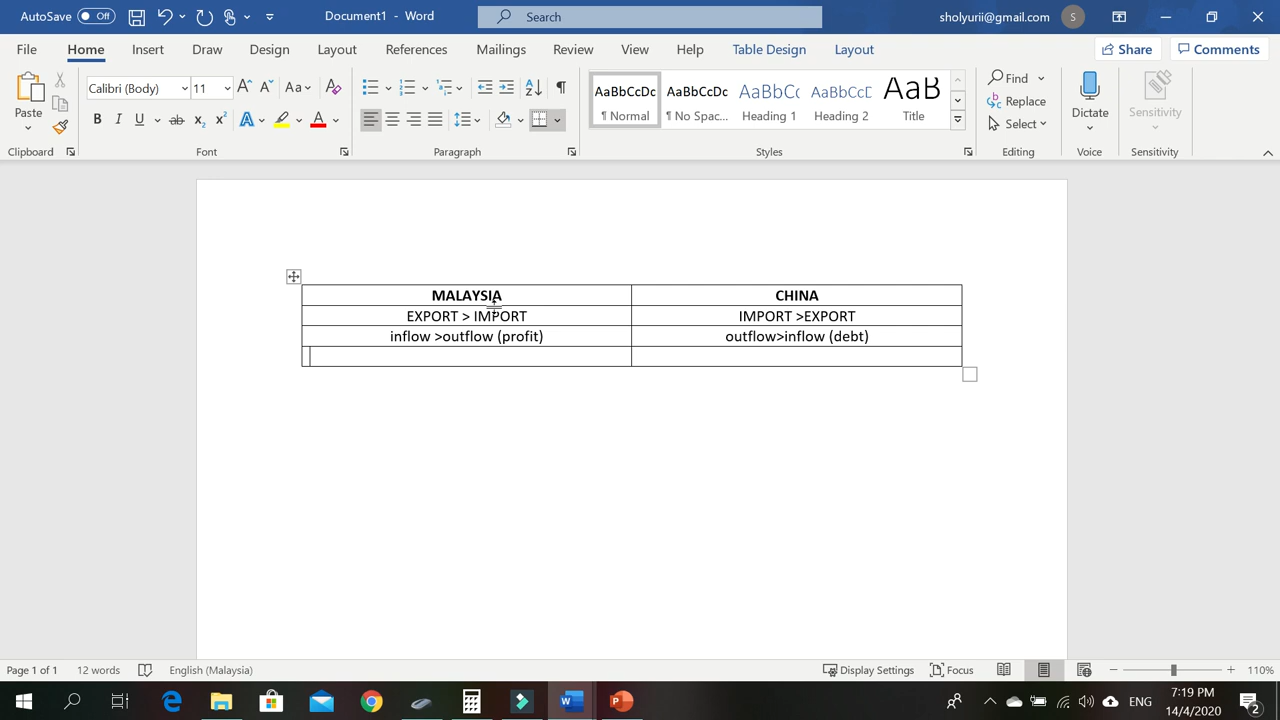 AutoSave Off Document1 - Word Search sholyurii@gmail.com S
File Home Insert Draw Design Layout References Mailings Review View Help Table Design Layout Share Comments
Paste
Clipboard
Calibri (Body) 11
Font
Paragraph
AaBbCcDc AaBbCcDc AaBbCc AaBbCcD AaB
¶ Normal ¶ No Spac... Heading 1 Heading 2 Title
Styles
Find
Replace
Select
Editing
Dictate
Voice
Sensitivity
Sensitivity
MALAYSIA CHINA
EXPORT > IMPORT IMPORT >EXPORT
inflow >outflow (profit) outflow>inflow (debt)
Page 1 of 1 12 words English (Malaysia) Display Settings Focus 110%
ENG 7:19 PM
14/4/2020 2